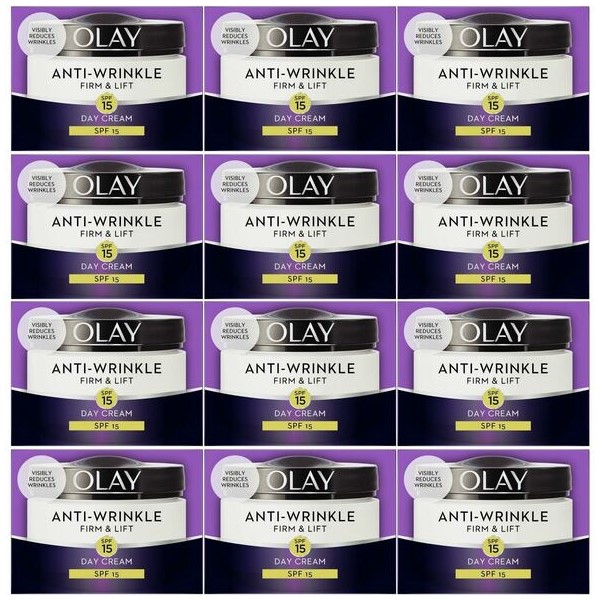 VISIBLY
REDUCES
WRINKLES
OLAY
ANTI-WRINKLE
FIRM & LIFT
SPF
15
DAY CREAM
SPF 15
VISIBLY
REDUCES
WRINKLES
OLAY
ANTI-WRINKLE
FIRM & LIFT
SPF
15
DAY CREAM
SPF 15
VISIBLY
REDUCES
WRINKLES
OLAY
ANTI-WRINKLE
FIRM & LIFT
SPF
15
DAY CREAM
SPF 15
VISIBLY
REDUCES
WRINKLES
OLAY
ANTI-WRINKLE
FIRM & LIFT
SPF
15
DAY CREAM
SPF 15
VISIBLY
REDUCES
WRINKLES
OLAY
ANTI-WRINKLE
FIRM & LIFT
SPF
15
DAY CREAM
SPF 15
VISIBLY
REDUCES
WRINKLES
OLAY
ANTI-WRINKLE
FIRM & LIFT
SPF
15
DAY CREAM
SPF 15
VISIBLY
REDUCES
WRINKLES
OLAY
ANTI-WRINKLE
FIRM & LIFT
SPF
15
DAY CREAM
SPF 15
VISIBLY
REDUCES
WRINKLES
OLAY
ANTI-WRINKLE
FIRM & LIFT
SPF
15
DAY CREAM
SPF 15
VISIBLY
REDUCES
WRINKLES
OLAY
ANTI-WRINKLE
FIRM & LIFT
SPF
15
DAY CREAM
SPF 15
VISIBLY
REDUCES
WRINKLES
OLAY
ANTI-WRINKLE
FIRM & LIFT
SPF
15
DAY CREAM
SPF 15
VISIBLY
REDUCES
WRINKLES
OLAY
ANTI-WRINKLE
FIRM & LIFT
SPF
15
DAY CREAM
SPF 15
VISIBLY
REDUCES
WRINKLES
OLAY
ANTI-WRINKLE
FIRM & LIFT
SPF
15
DAY CREAM
SPF 15